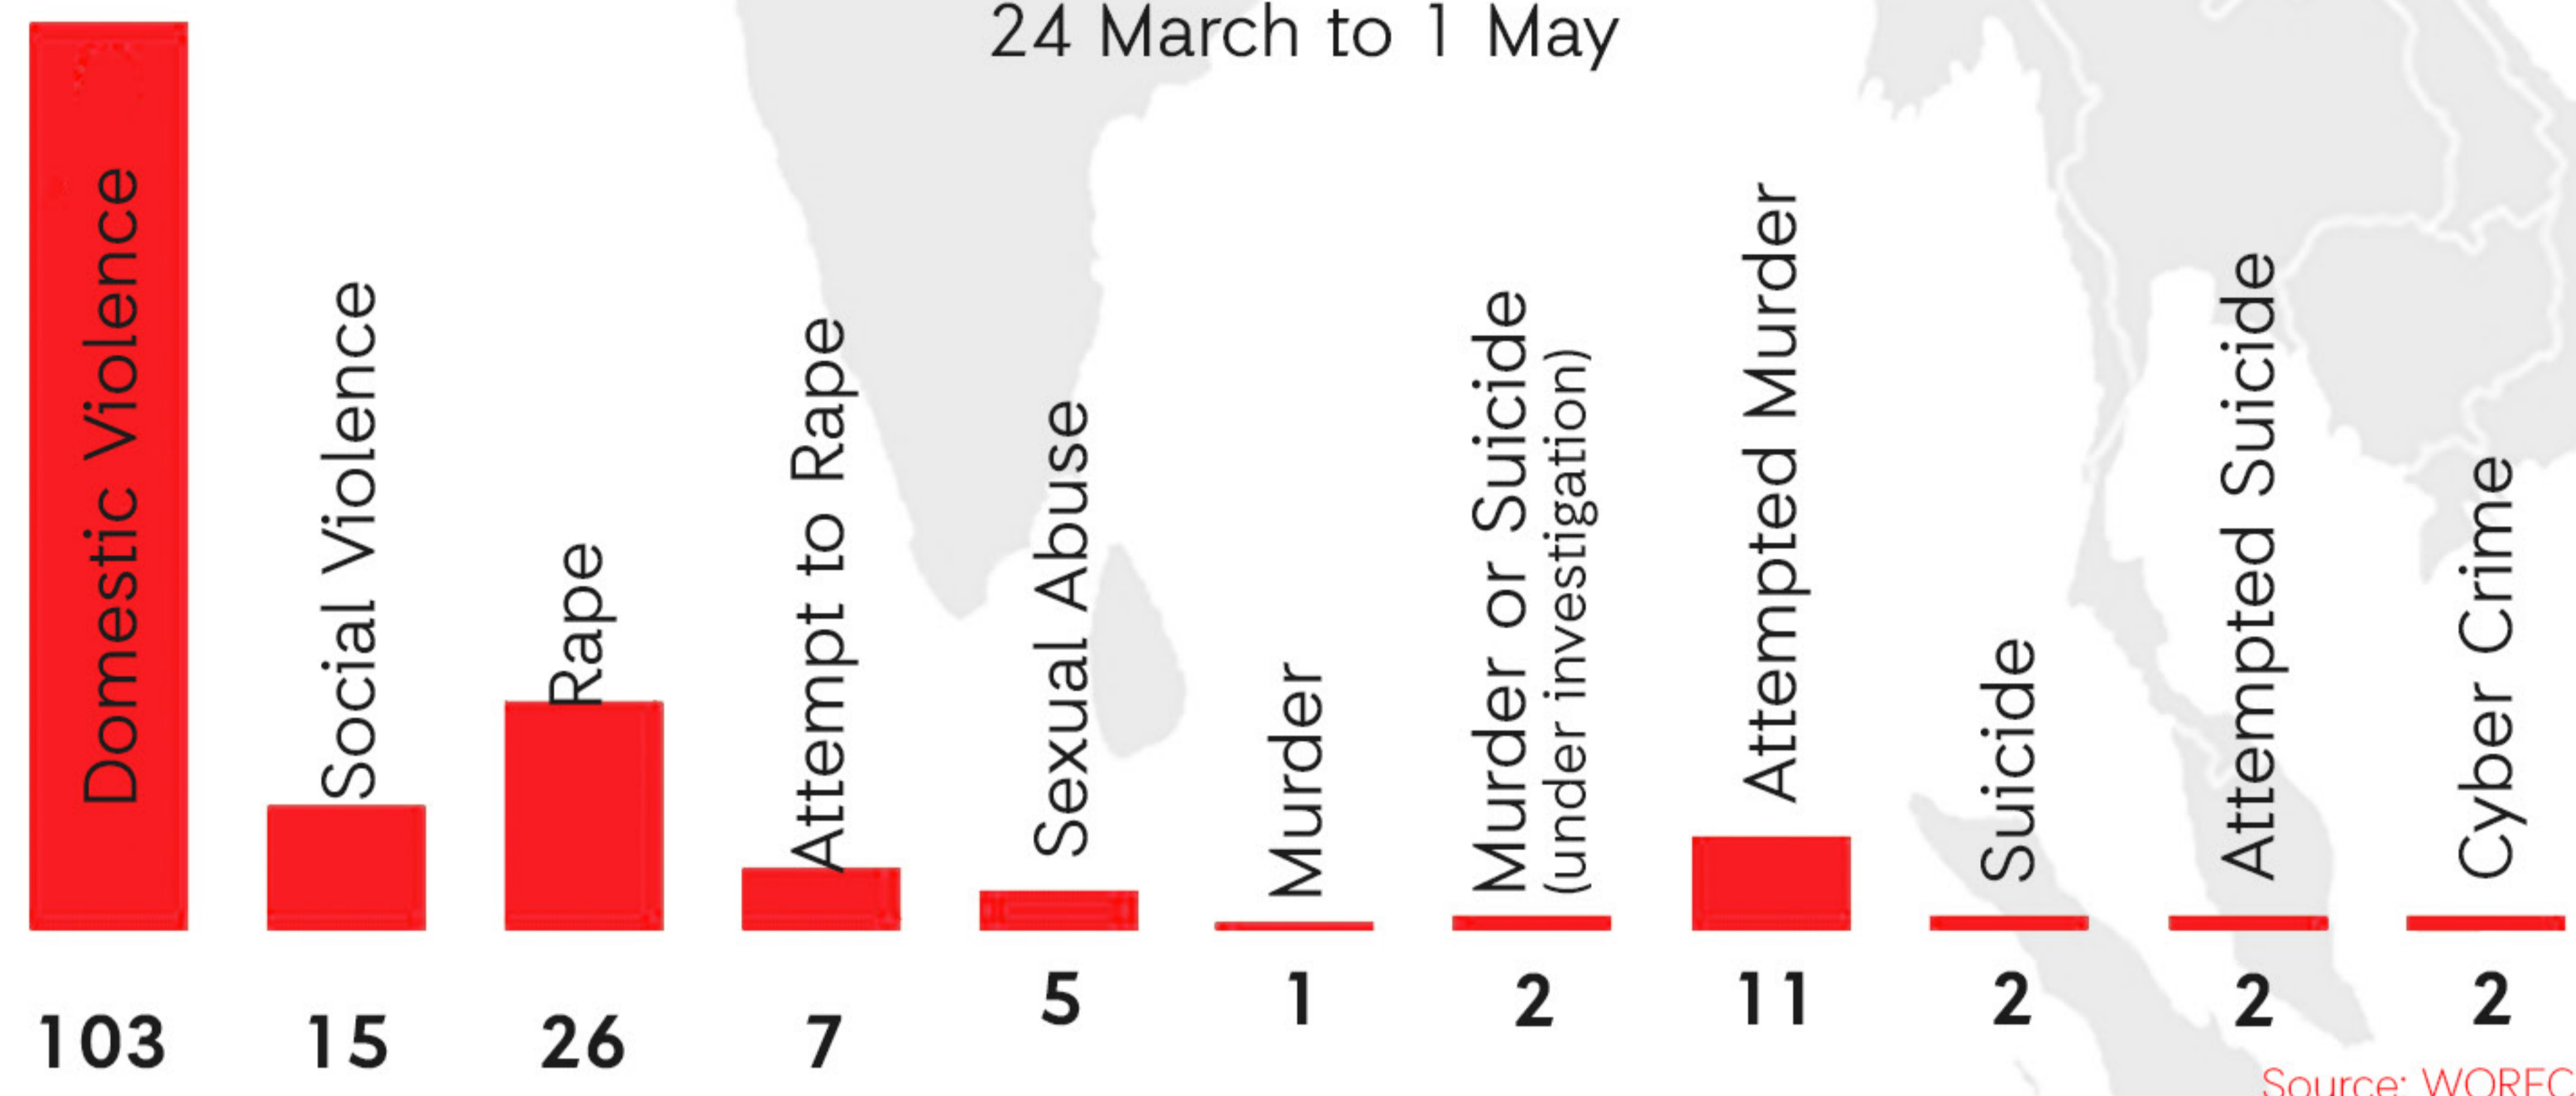 24 March to 1 May
Domestic Violence
Social Violence
Rape
Attempt to Rape
Sexual Abuse
Murder
Murder or Suicide
(under investigation)
Attempted Murder
Suicide
Attempted Suicide
Cyber Crime
103
15
26
7
5
1
2
11
2
2
2
Source: WOREC